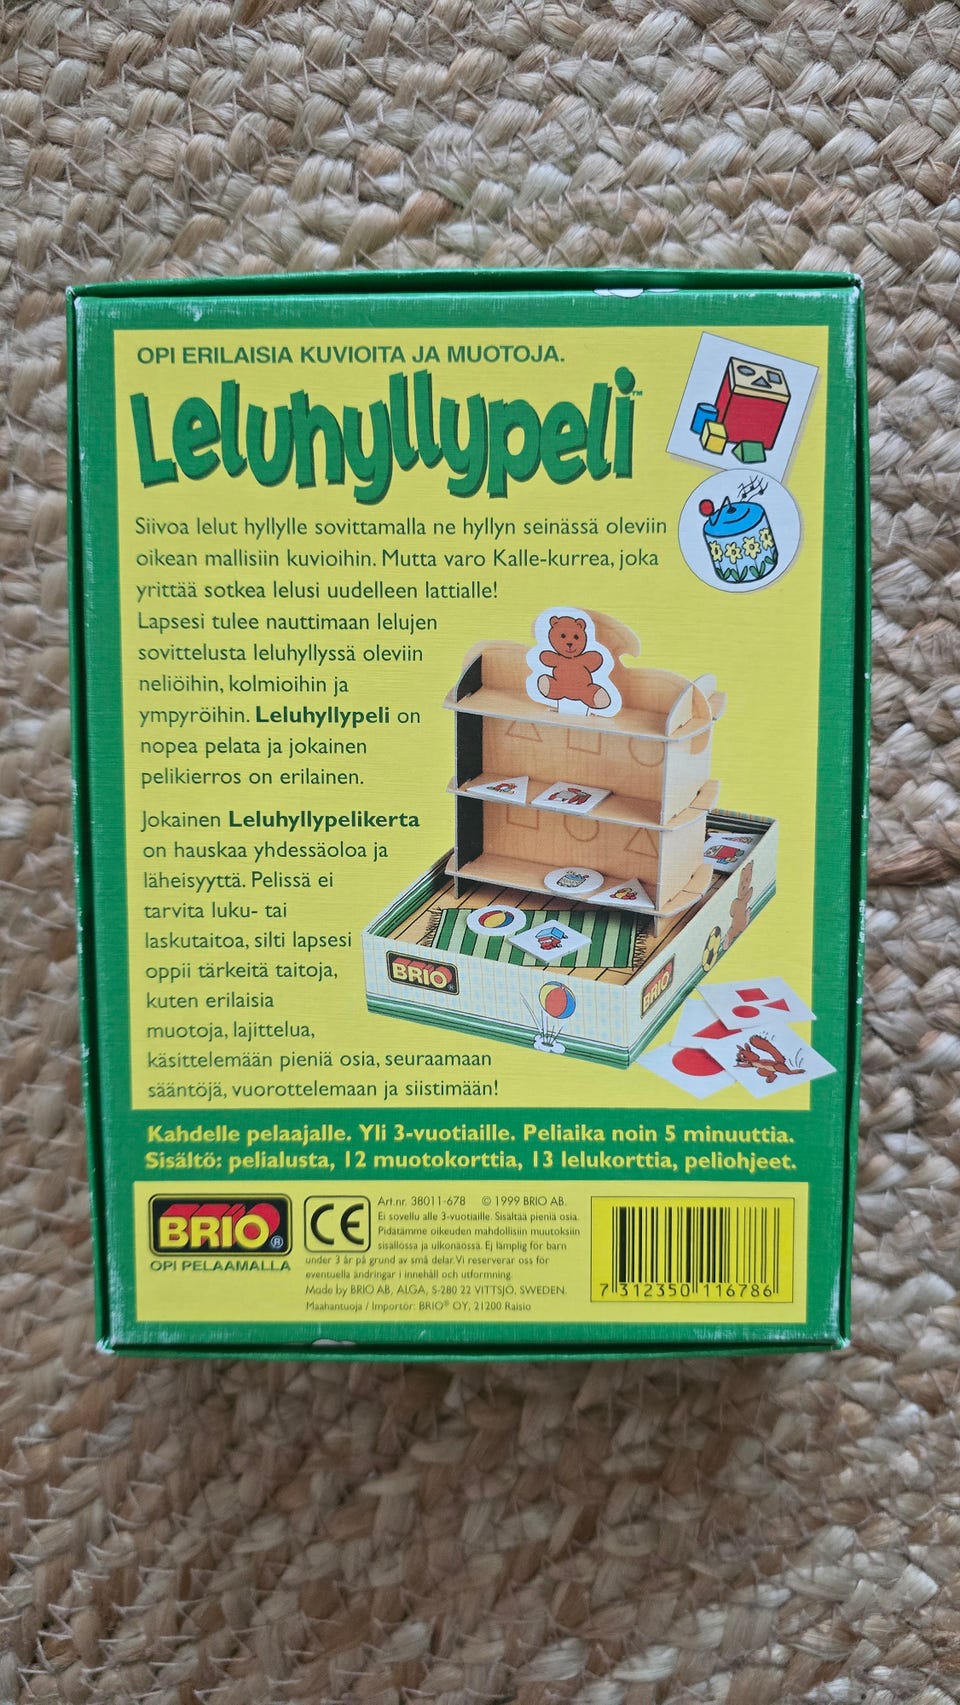 OPI ERILAISIA KUVIOITA JA MUOTOJA.
Leluhyllypeli™
Siivoa lelut hyllylle sovittamalla ne hyllyn seinässä oleviin
oikean mallisiin kuvioihin. Mutta varo Kalle-kurrea, joka
yrittää sotkea lelusi uudelleen lattialle!
Lapsesi tulee nauttimaan lelujen
sovittelusta leluhyllyssä oleviin
neliöihin, kolmioihin ja
ympyröihin. Leluhyllypeli on
nopea pelata ja jokainen
pelikierros on erilainen.
Jokainen Leluhyllypelikerta
on hauskaa yhdessäoloa ja
läheisyyttä. Pelissä ei
tarvita luku- tai
laskutaitoa, silti lapsesi
oppii tärkeitä taitoja,
kuten erilaisia
muotoja, lajittelua,
käsittelemään pieniä osia, seuraamaan
sääntöjä, vuorottelemaan ja siistimään!
BRIO®
BRIO
Kahdelle pelaajalle. Yli 3-vuotiaille. Peliaika noin 5 minuuttia.
Sisältö: pelialusta, 12 muotokorttia, 13 lelukorttia, peliohjeet.
BRIO®
OPI PELAAMALLA
CE
Art.nr. 38011-678 © 1999 BRIO AB.
Ei sovellu alle 3-vuotiaille. Sisältää pieniä osia.
Pidätämme oikeuden mahdollisiin muutoksiin
sisällössä ja ulkonäössä. Ej lämplig för barn
under 3 år på grund av små delar. Vi reserverar oss för
eventuella ändringar i innehåll och utformning.
Made by BRIO AB, ALGA, S-280 22 VITTSJÖ, SWEDEN.
Maahantuoja / Importör: BRIO® OY, 21200 Raisio
7 312350 116786